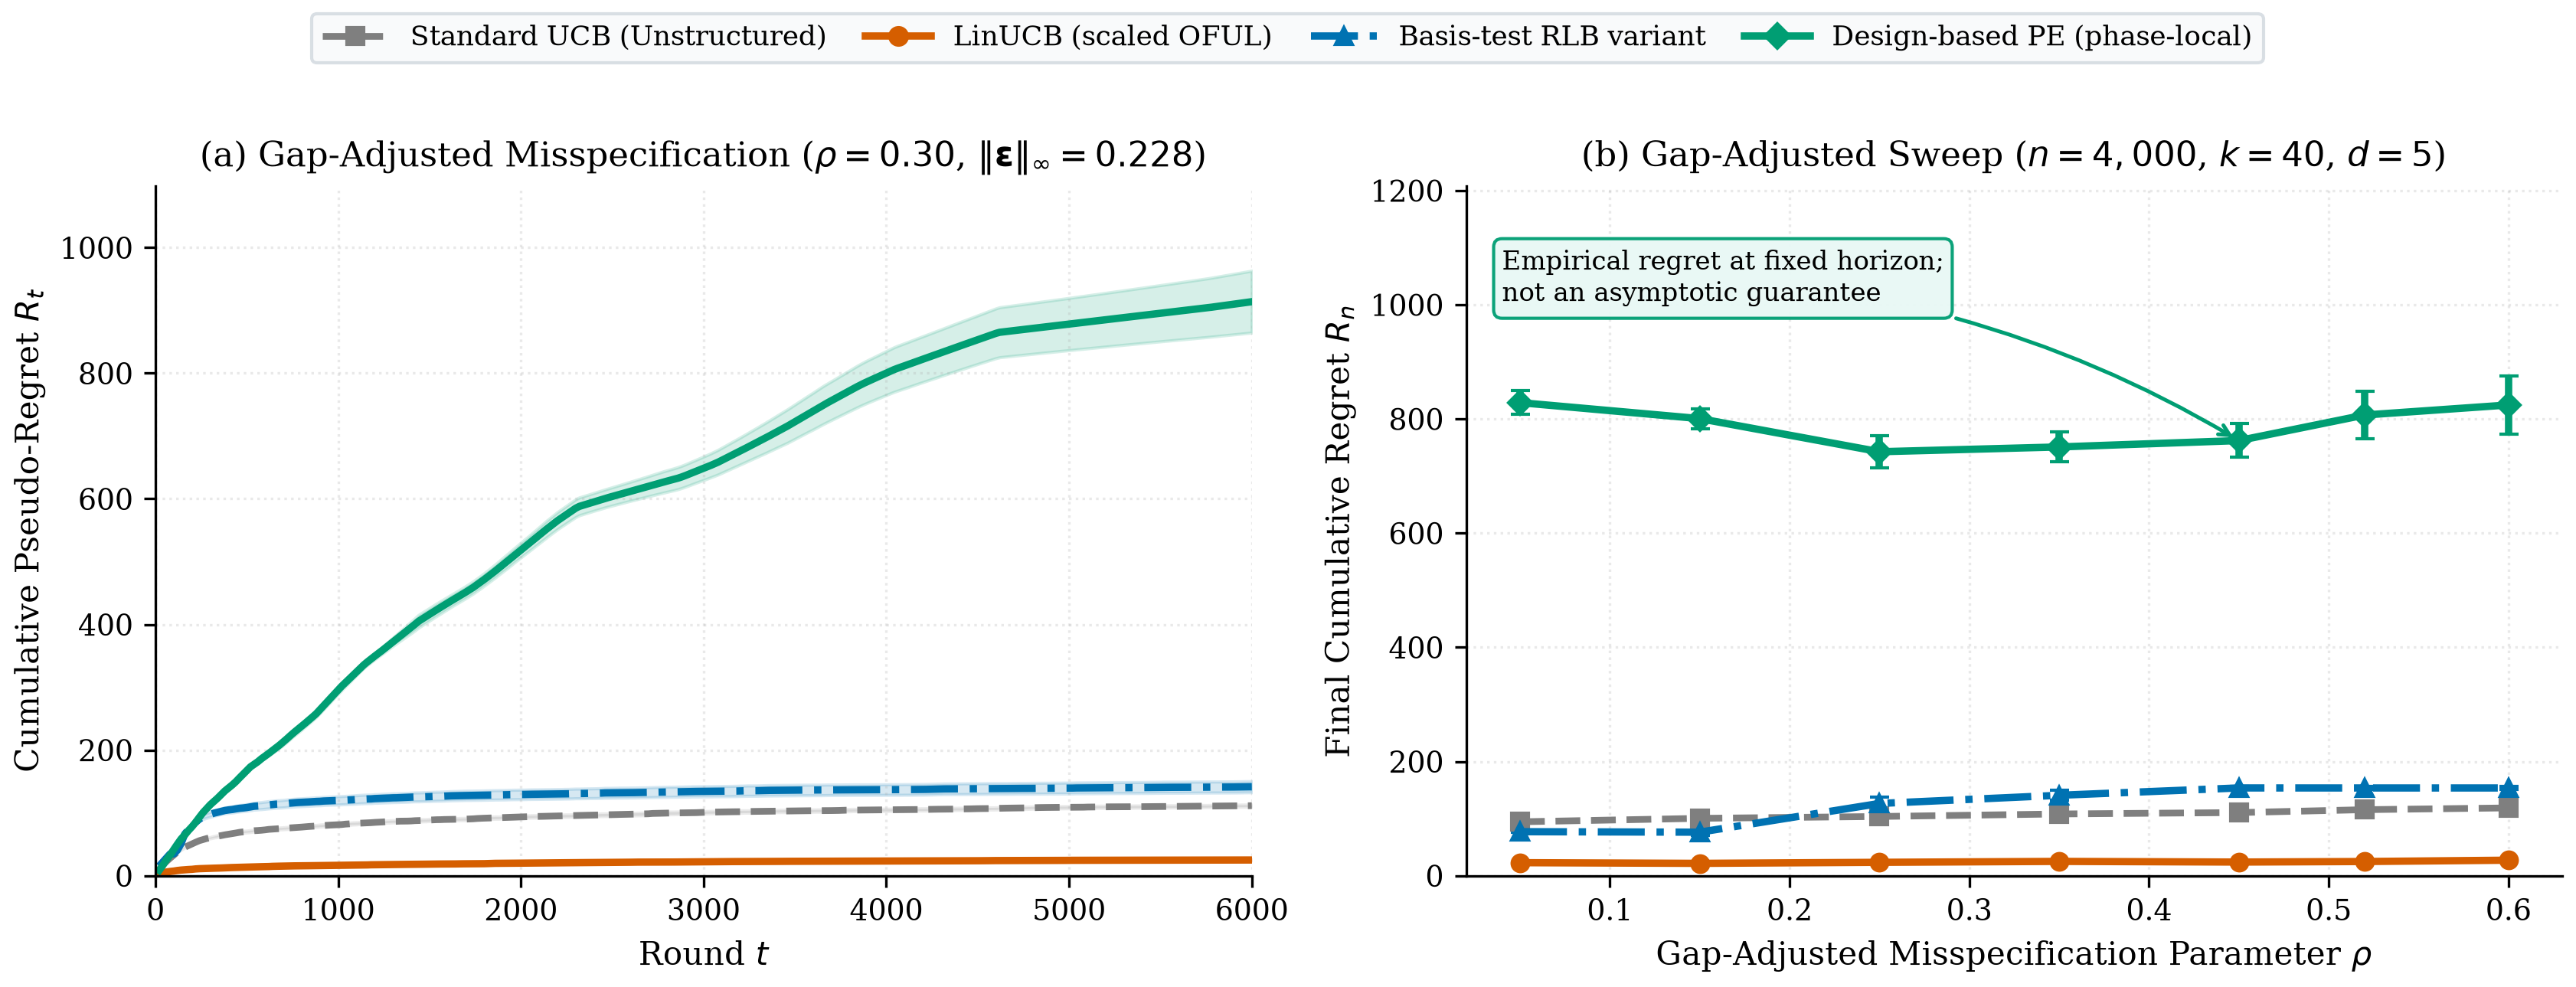 Standard UCB (Unstructured)
LinUCB (scaled OFUL)
Basis-test RLB variant
Design-based PE (phase-local)
(a) Gap-Adjusted Misspecification (ρ = 0.30, ‖ε‖∞ = 0.228)
Cumulative Pseudo-Regret Rₜ
1000
800
600
400
200
0
0 1000 2000 3000 4000 5000 6000
Round t
(b) Gap-Adjusted Sweep (n = 4,000, k = 40, d = 5)
Final Cumulative Regret Rₙ
1200
1000
800
600
400
200
0
Empirical regret at fixed horizon;
not an asymptotic guarantee
0.1 0.2 0.3 0.4 0.5 0.6
Gap-Adjusted Misspecification Parameter ρ